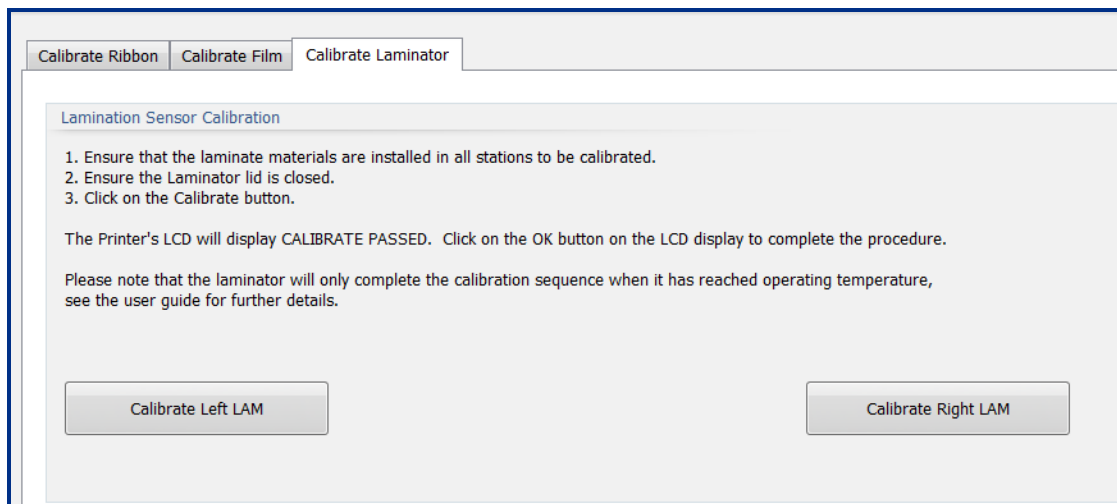 Calibrate Ribbon Calibrate Film Calibrate Laminator
Lamination Sensor Calibration
1. Ensure that the laminate materials are installed in all stations to be calibrated.
2. Ensure the Laminator lid is closed.
3. Click on the Calibrate button.
The Printer's LCD will display CALIBRATE PASSED.  Click on the OK button on the LCD display to complete the procedure.
Please note that the laminator will only complete the calibration sequence when it has reached operating temperature,
see the user guide for further details.
Calibrate Left LAM Calibrate Right LAM